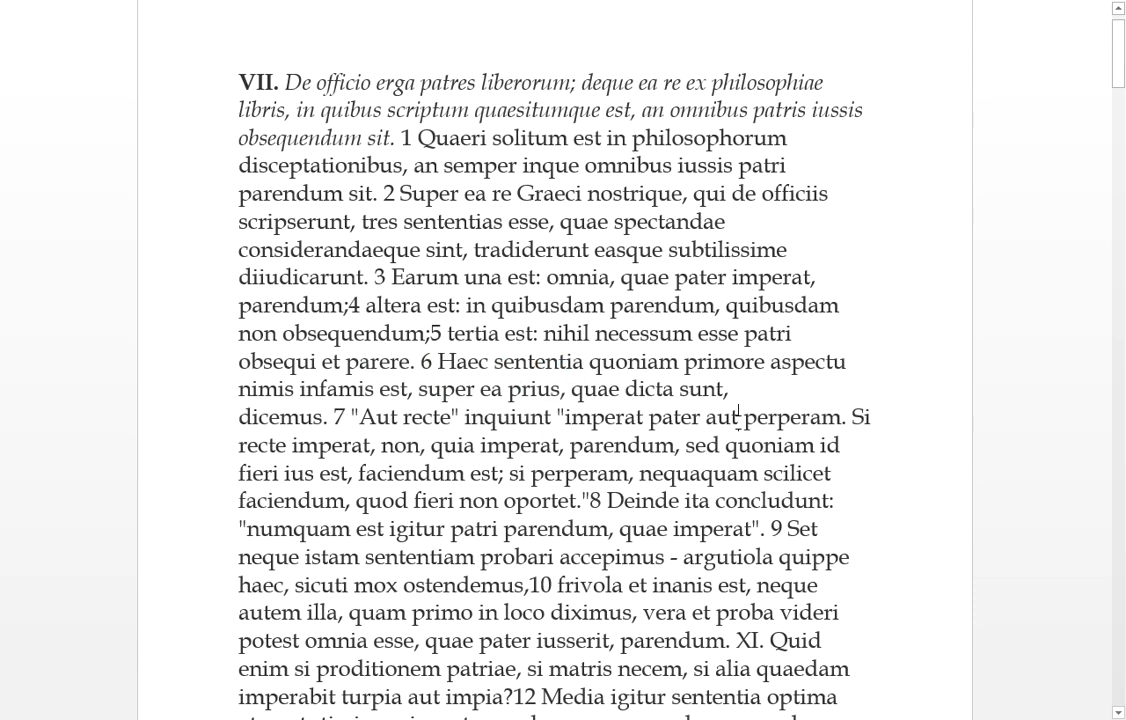 VII. De officio erga patres liberorum; deque ea re ex philosophiae
libris, in quibus scriptum quaesitumque est, an omnibus patris iussis
obsequendum sit. 1 Quaeri solitum est in philosophorum
disceptationibus, an semper inque omnibus iussis patri
parendum sit. 2 Super ea re Graeci nostrique, qui de officiis
scripserunt, tres sententias esse, quae spectandae
considerandaeque sint, tradiderunt easque subtilissime
diiudicarunt. 3 Earum una est: omnia, quae pater imperat,
parendum;4 altera est: in quibusdam parendum, quibusdam
non obsequendum;5 tertia est: nihil necessum esse patri
obsequi et parere. 6 Haec sententia quoniam primore aspectu
nimis infamis est, super ea prius, quae dicta sunt,
dicemus. 7 "Aut recte" inquiunt "imperat pater aut perperam. Si
recte imperat, non, quia imperat, parendum, sed quoniam id
fieri ius est, faciendum est; si perperam, nequaquam scilicet
faciendum, quod fieri non oportet."8 Deinde ita concludunt:
"numquam est igitur patri parendum, quae imperat". 9 Set
neque istam sententiam probari accepimus - argutiola quippe
haec, sicuti mox ostendemus,10 frivola et inanis est, neque
autem illa, quam primo in loco diximus, vera et proba videri
potest omnia esse, quae pater iusserit, parendum. XI. Quid
enim si proditionem patriae, si matris necem, si alia quaedam
imperabit turpia aut impia?12 Media igitur sententia optima